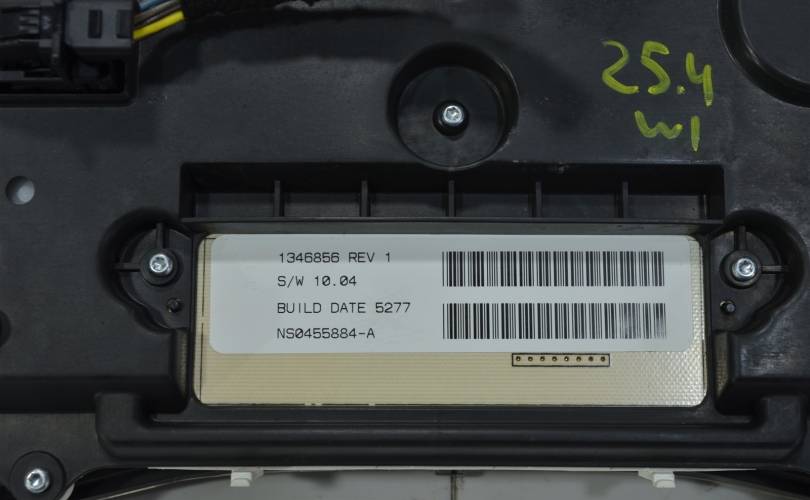 25.4
W1
1346856 REV 1
S/W 10.04
BUILD DATE 5277
NS0455884-A